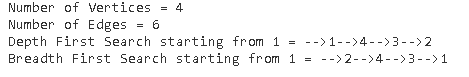 Number of Vertices = 4
Number of Edges = 6
Depth First Search starting from 1 = -->1-->4-->3-->2
Breadth First Search starting from 1 = -->2-->4-->3-->1